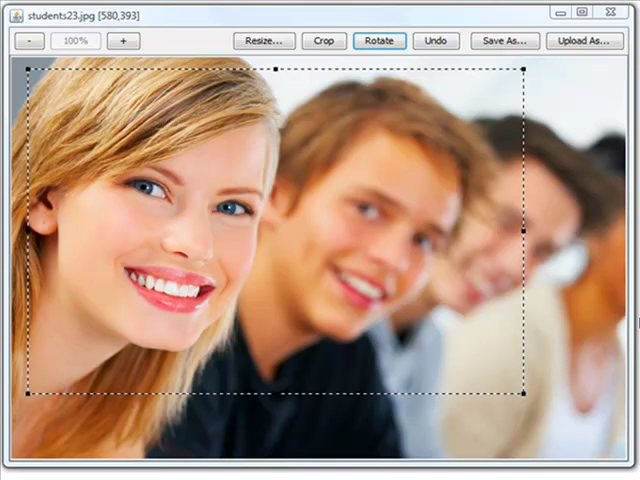 students23.jpg [580,393]
- 100% + Resize... Crop Rotate Undo Save As... Upload As...